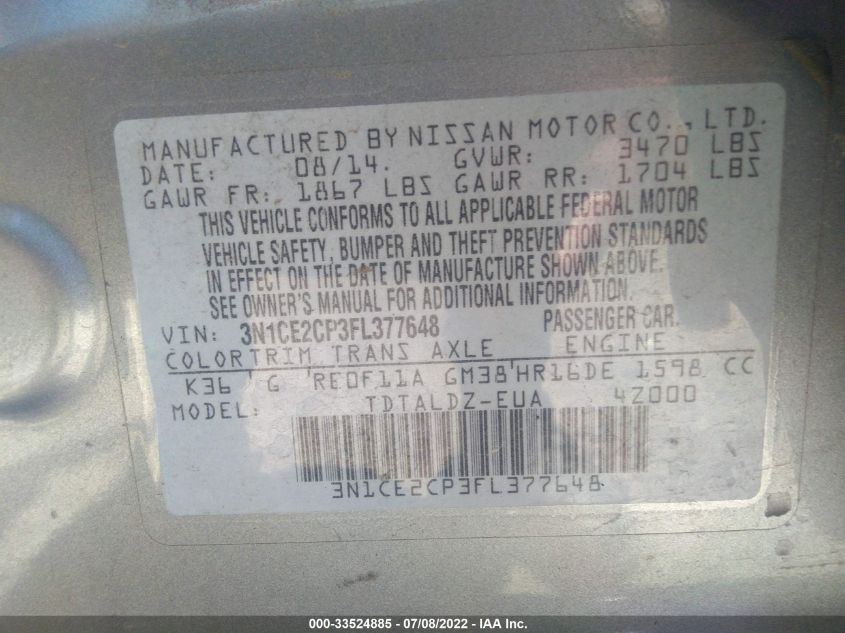 MANUFACTURED BY NISSAN MOTOR CO., LTD.
DATE: 08/14. GVWR: 3470 LBS
GAWR FR: 1867 LBS GAWR RR: 1704 LBS
THIS VEHICLE CONFORMS TO ALL APPLICABLE FEDERAL MOTOR
VEHICLE SAFETY, BUMPER AND THEFT PREVENTION STANDARDS
IN EFFECT ON THE DATE OF MANUFACTURE SHOWN ABOVE.
SEE OWNER'S MANUAL FOR ADDITIONAL INFORMATION.
VIN: 3N1CE2CP3FL377648 PASSENGER CAR.
COLOR TRIM TRANS AXLE ENGINE
K36 G RE0F11A GM38 HR16DE 1598 CC
MODEL: TDTALDZ-EUA 4Z000
3N1CE2CP3FL377648
000-33524885 - 07/08/2022 - IAA Inc.